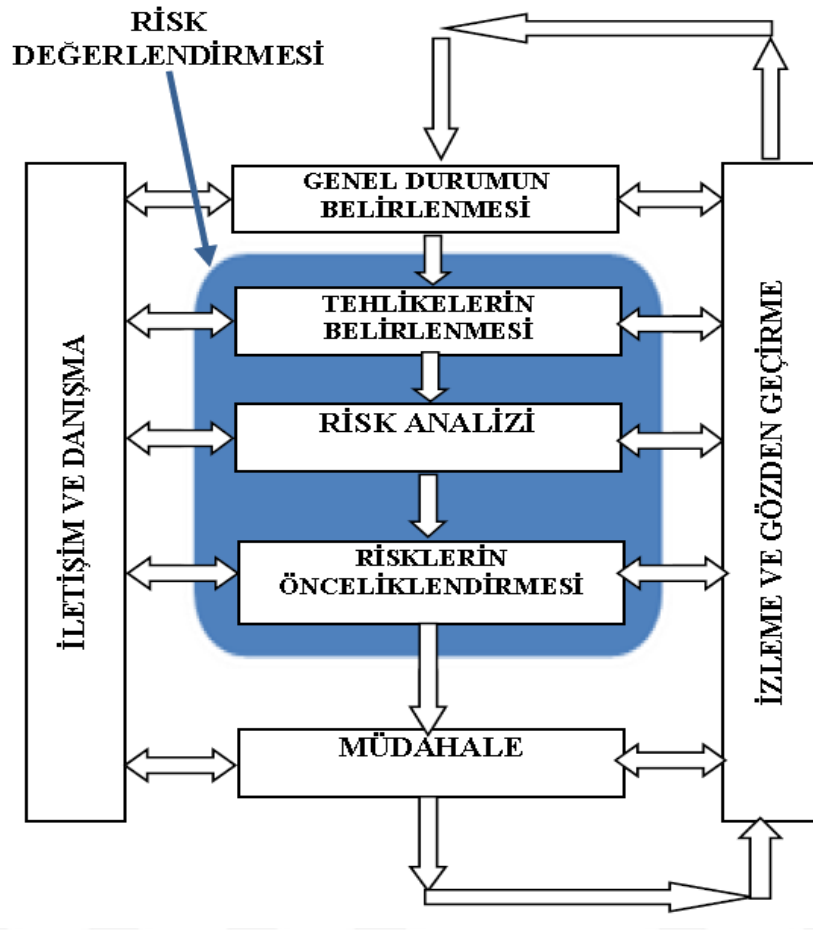 RİSK
DEĞERLENDİRMESİ
GENEL DURUMUN
BELİRLENMESİ
TEHLİKELERİN
BELİRLENMESİ
RİSK ANALİZİ
RİSKLERİN
ÖNCELİKLENDİRMESİ
MÜDAHALE
İLETİŞİM VE DANIŞMA
İZLEME VE GÖZDEN GEÇİRME